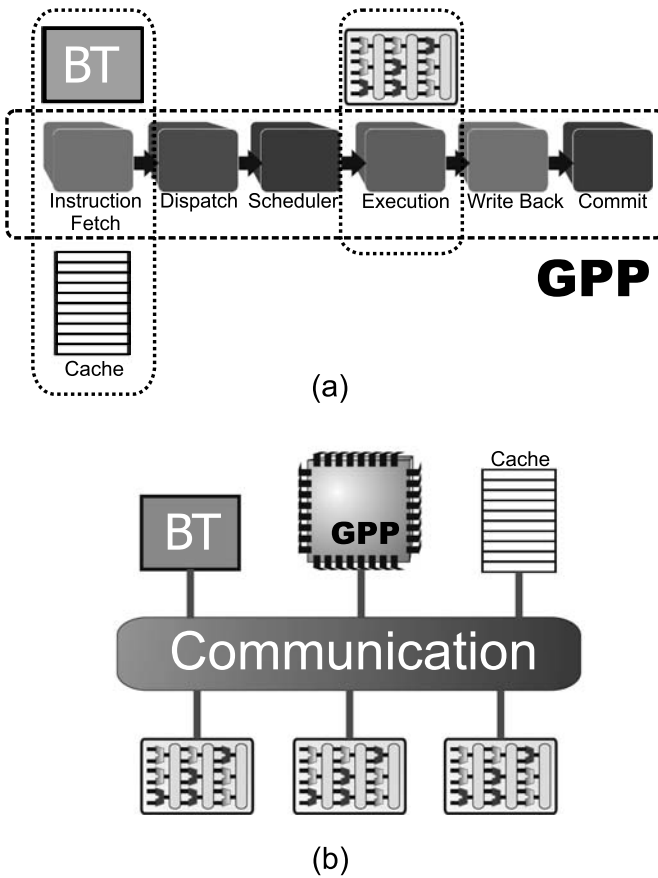 BT
Instruction
Fetch
Dispatch
Scheduler
Execution
Write Back
Commit
GPP
Cache
(a)
BT
GPP
Cache
Communication
(b)